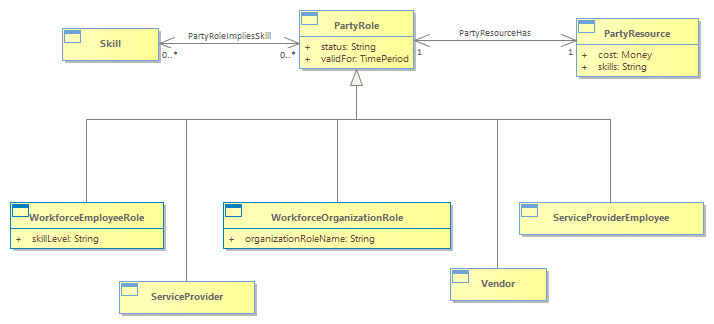 Skill
PartyRoleImpliesSkill
0..*
0..*
PartyRole
+ status: String
+ validFor: TimePeriod
PartyResourceHas
1
1
PartyResource
+ cost: Money
+ skills: String
WorkforceEmployeeRole
+ skillLevel: String
WorkforceOrganizationRole
+ organizationRoleName: String
ServiceProviderEmployee
ServiceProvider
Vendor